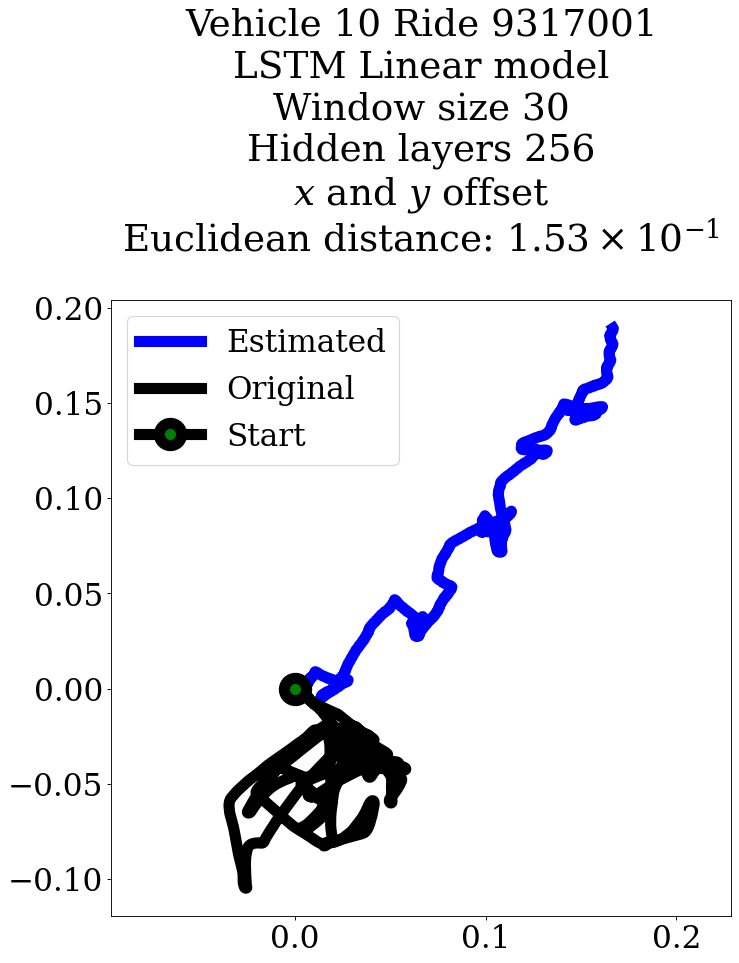 Vehicle 10 Ride 9317001
LSTM Linear model
Window size 30
Hidden layers 256
x and y offset
Euclidean distance: 1.53 × 10⁻¹
Estimated
Original
Start
0.20
0.15
0.10
0.05
0.00
−0.05
−0.10
0.0 0.1 0.2